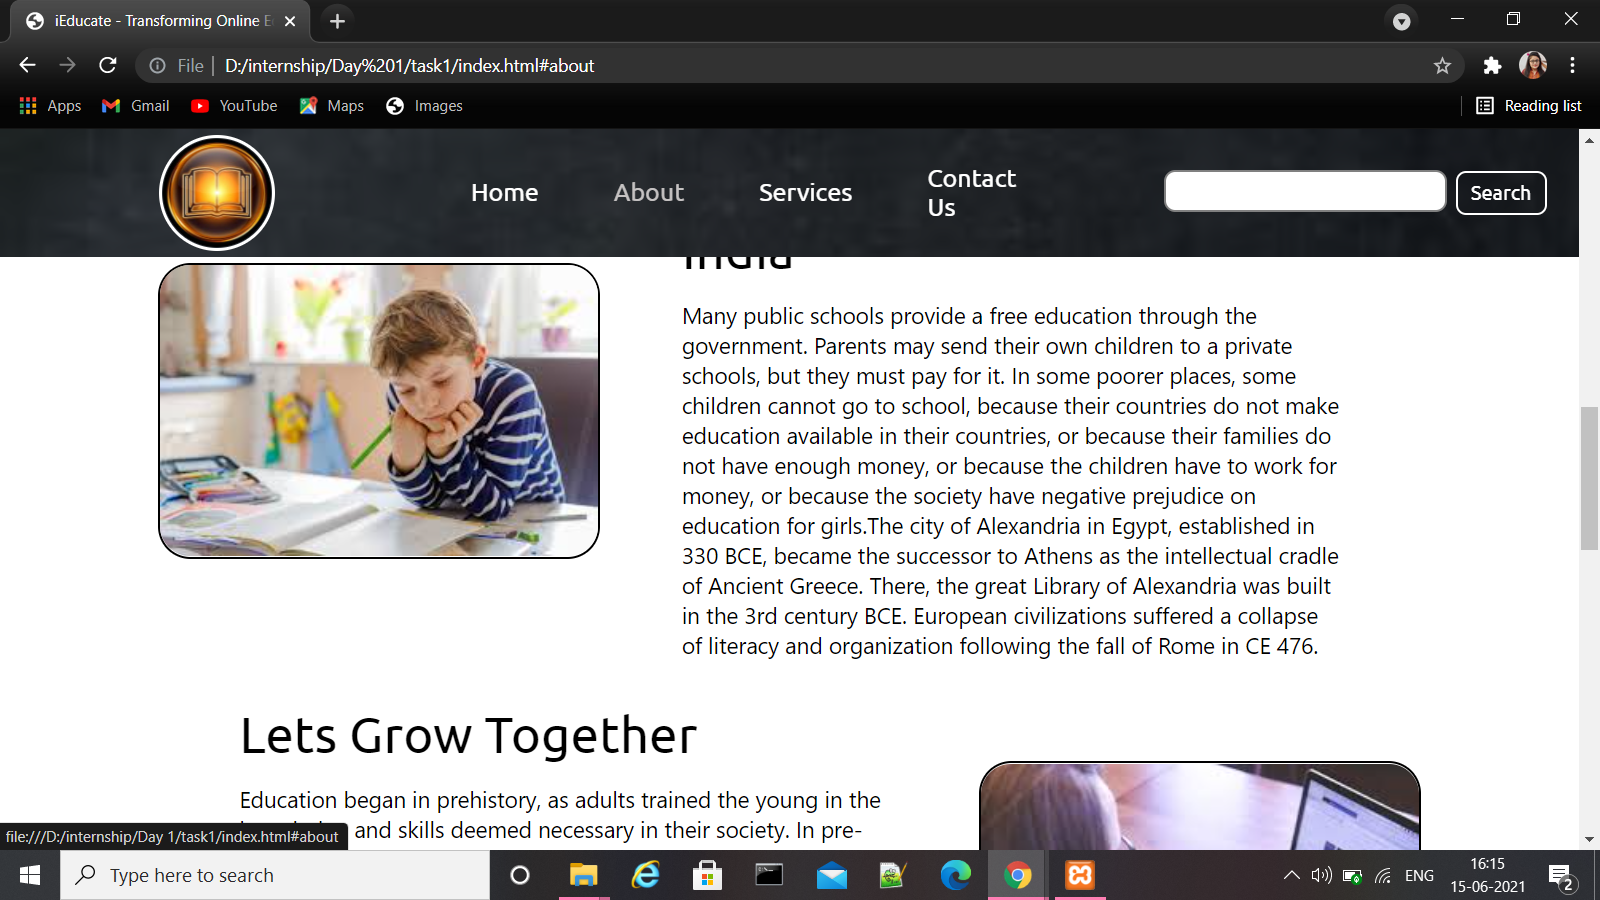 iEducate - Transforming Online E
File
D:/internship/Day%201/task1/index.html#about
Apps
Gmail
YouTube
Maps
Images
Reading list
Home
About
Services
Contact
Us
Search
India
Many public schools provide a free education through the
government. Parents may send their own children to a private
schools, but they must pay for it. In some poorer places, some
children cannot go to school, because their countries do not make
education available in their countries, or because their families do
not have enough money, or because the children have to work for
money, or because the society have negative prejudice on
education for girls.The city of Alexandria in Egypt, established in
330 BCE, became the successor to Athens as the intellectual cradle
of Ancient Greece. There, the great Library of Alexandria was built
in the 3rd century BCE. European civilizations suffered a collapse
of literacy and organization following the fall of Rome in CE 476.
Lets Grow Together
Education began in prehistory, as adults trained the young in the
and skills deemed necessary in their society. In pre-
file:///D:/internship/Day 1/task1/index.html#about
Type here to search
ENG
16:15
15-06-2021
2